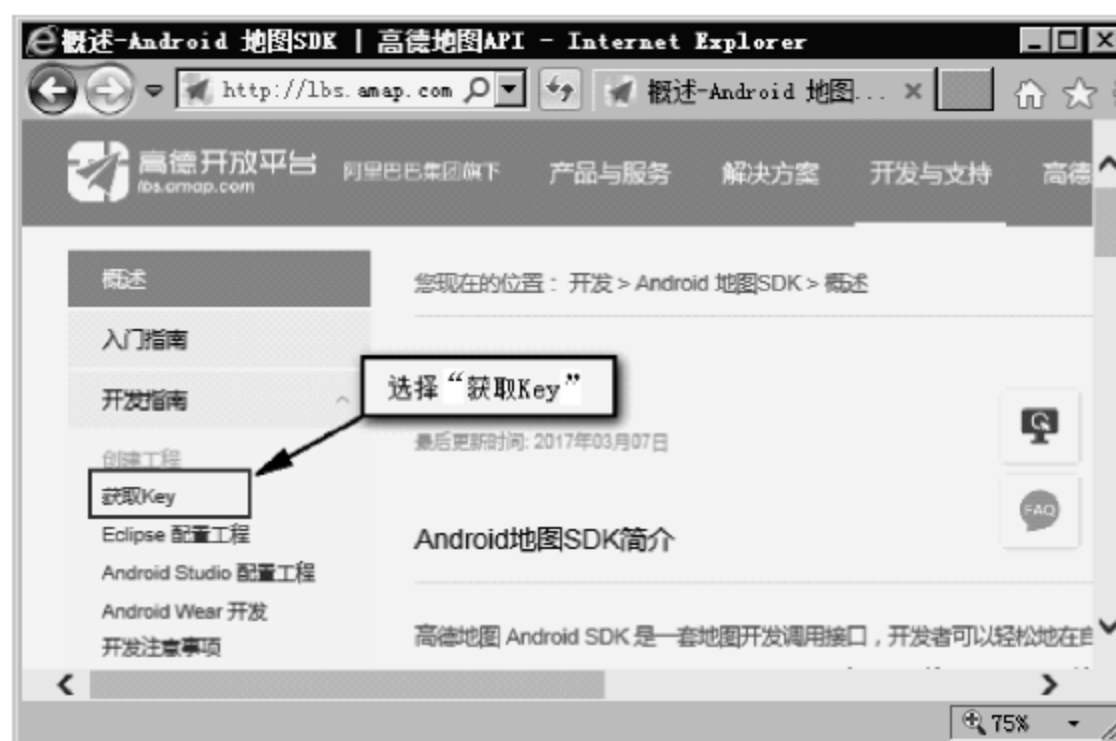 概述-Android 地图SDK | 高德地图API - Internet Explorer
http://lbs.amap.com
概述-Android 地图...
高德开放平台
lbs.amap.com
阿里巴巴集团旗下
产品与服务
解决方案
开发与支持
高德
概述
您现在的位置：开发 > Android 地图SDK > 概述
入门指南
开发指南
选择“获取Key”
最后更新时间: 2017年03月07日
创建工程
获取Key
FAQ
Eclipse 配置工程
Android地图SDK简介
Android Studio 配置工程
Android Wear 开发
开发注意事项
高德地图 Android SDK 是一套地图开发调用接口，开发者可以轻松地在自
75%